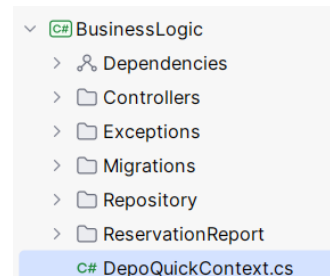 C# BusinessLogic
Dependencies
Controllers
Exceptions
Migrations
Repository
ReservationReport
C# DepoQuickContext.cs